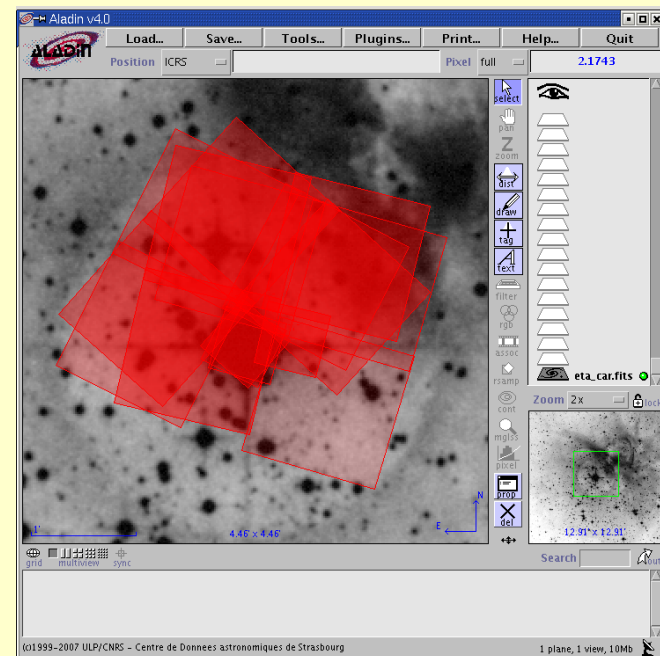 Aladin v4.0
ALADIN Load... Save... Tools... Plugins... Print... Help... Quit
Position ICRS Pixel full 2.1743
select
pan
Z
zoom
dist
draw
tag
text
filter
rgb
assoc
rsamp
cont
mglss
pixel
prop
del
eta_car.fits
Zoom 2x lock
12.91' x 12.91'
1'
4.46' x 4.46'
N
E
grid multiview sync
Search
(c)1999-2007 ULP/CNRS - Centre de Donnees astronomiques de Strasbourg
1 plane, 1 view, 10Mb